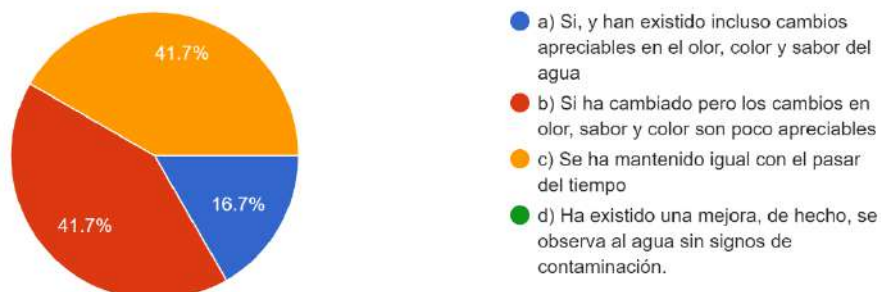 41.7%
41.7%
16.7%
a) Si, y han existido incluso cambios
apreciables en el olor, color y sabor del
agua
b) Si ha cambiado pero los cambios en
olor, sabor y color son poco apreciables
c) Se ha mantenido igual con el pasar
del tiempo
d) Ha existido una mejora, de hecho, se
observa al agua sin signos de
contaminación.